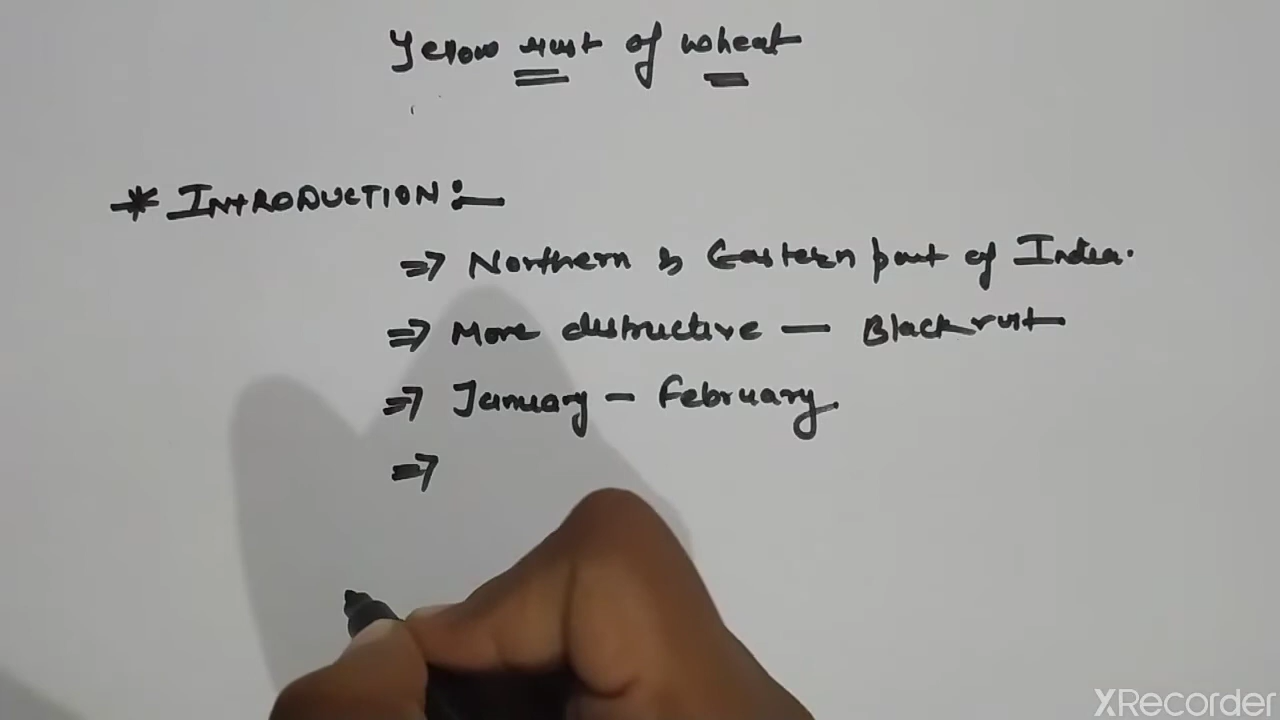 Yellow rust of wheat
* INTRODUCTION :-
⇒ Northern & Eastern part of India.
⇒ More destructive — Black rust
⇒ January - February.
⇒
XRecorder